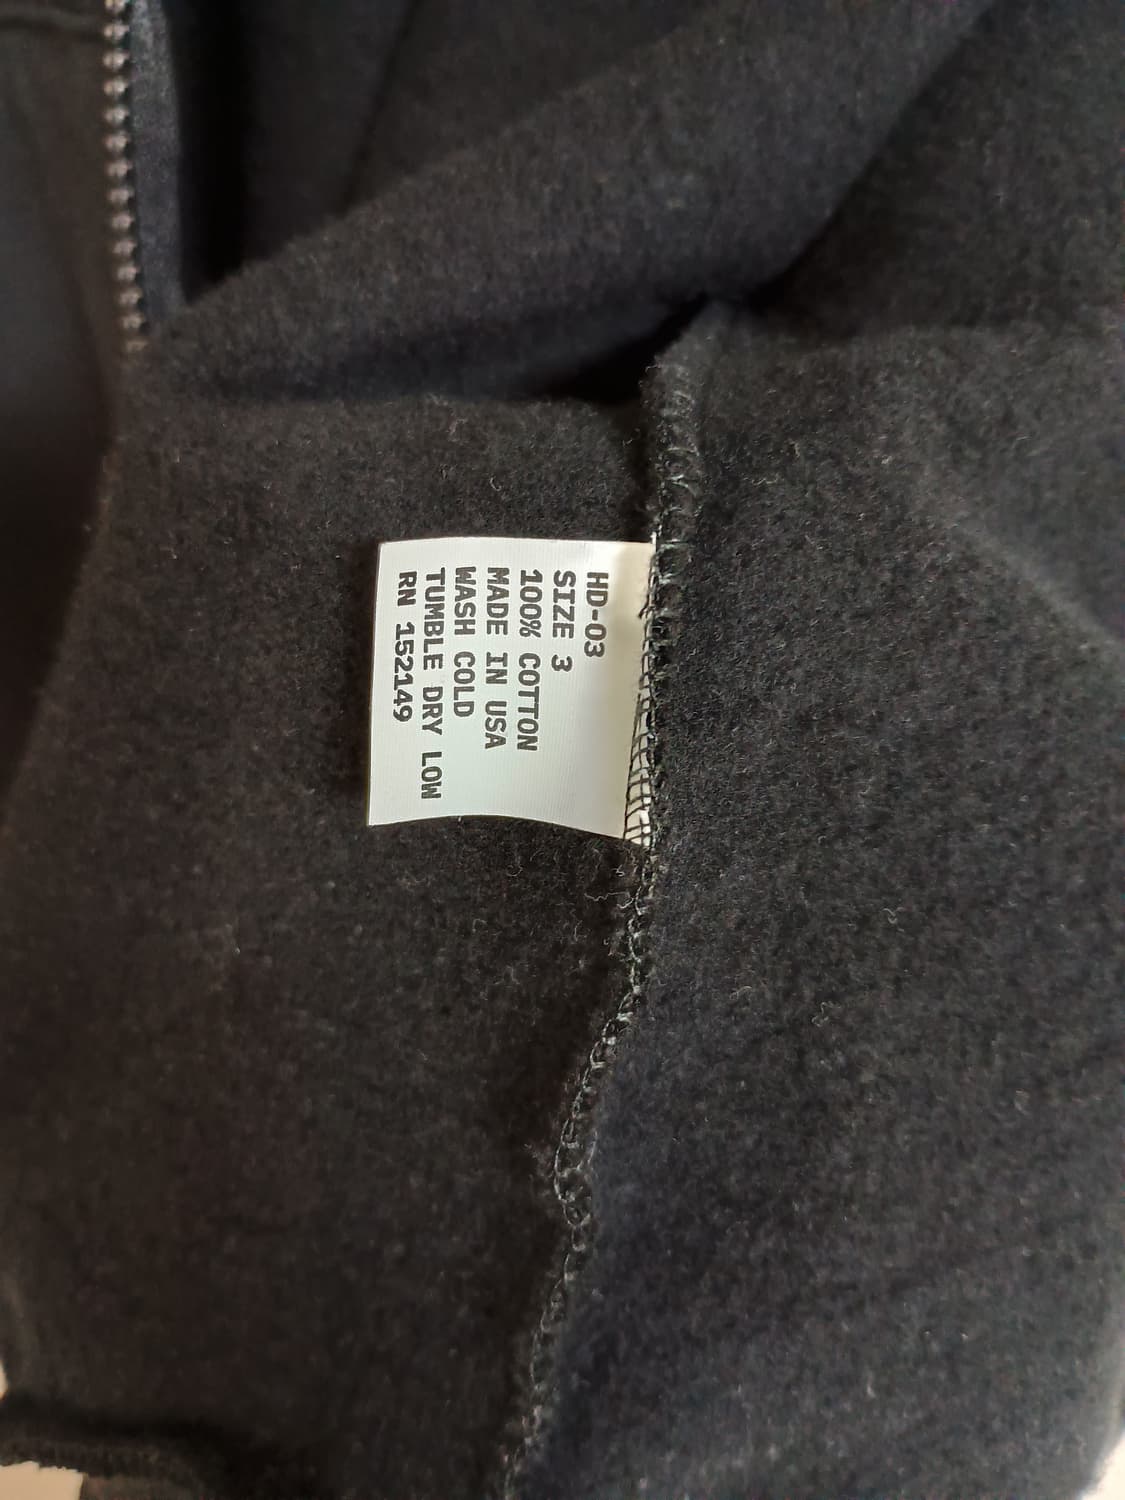 HD-03
SIZE 3
100% COTTON
MADE IN USA
WASH COLD
TUMBLE DRY LOW
RN 152149